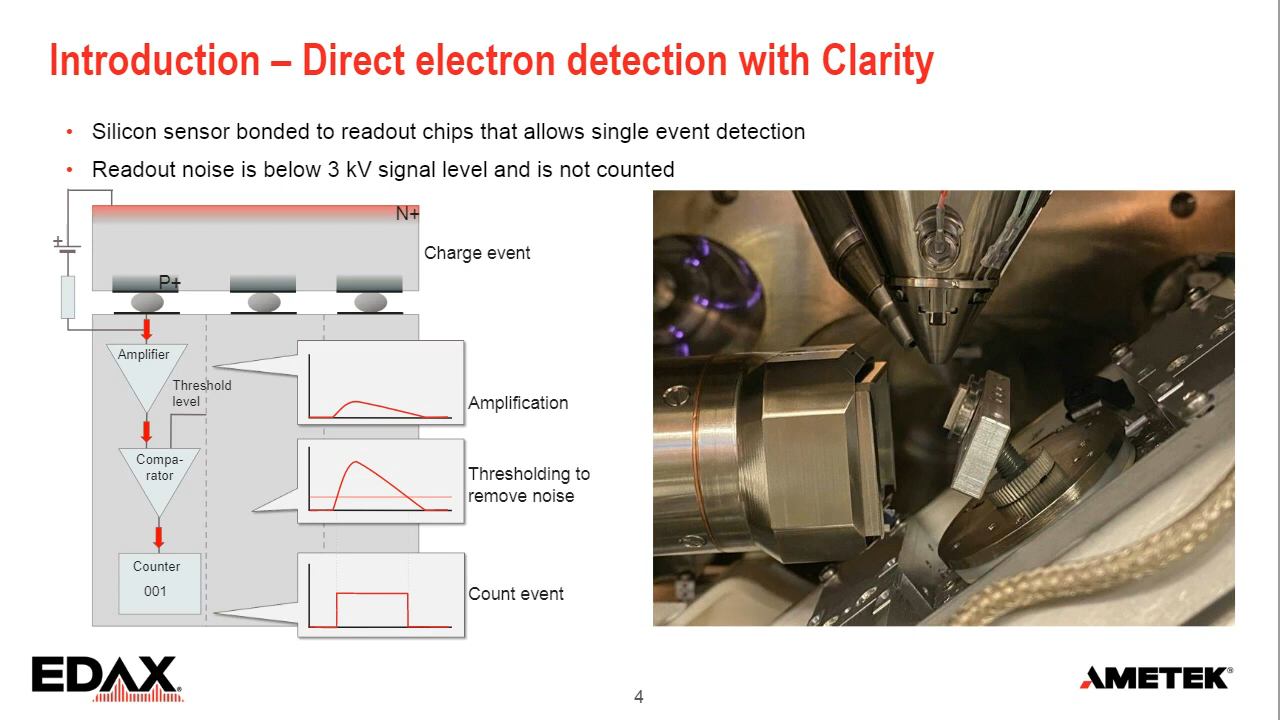 Introduction – Direct electron detection with Clarity
• Silicon sensor bonded to readout chips that allows single event detection
• Readout noise is below 3 kV signal level and is not counted
N+
+
Charge event
P+
Amplifier
Threshold
level
Amplification
Compa-
rator
Thresholding to
remove noise
Counter
001
Count event
EDAX®
4
AMETEK®